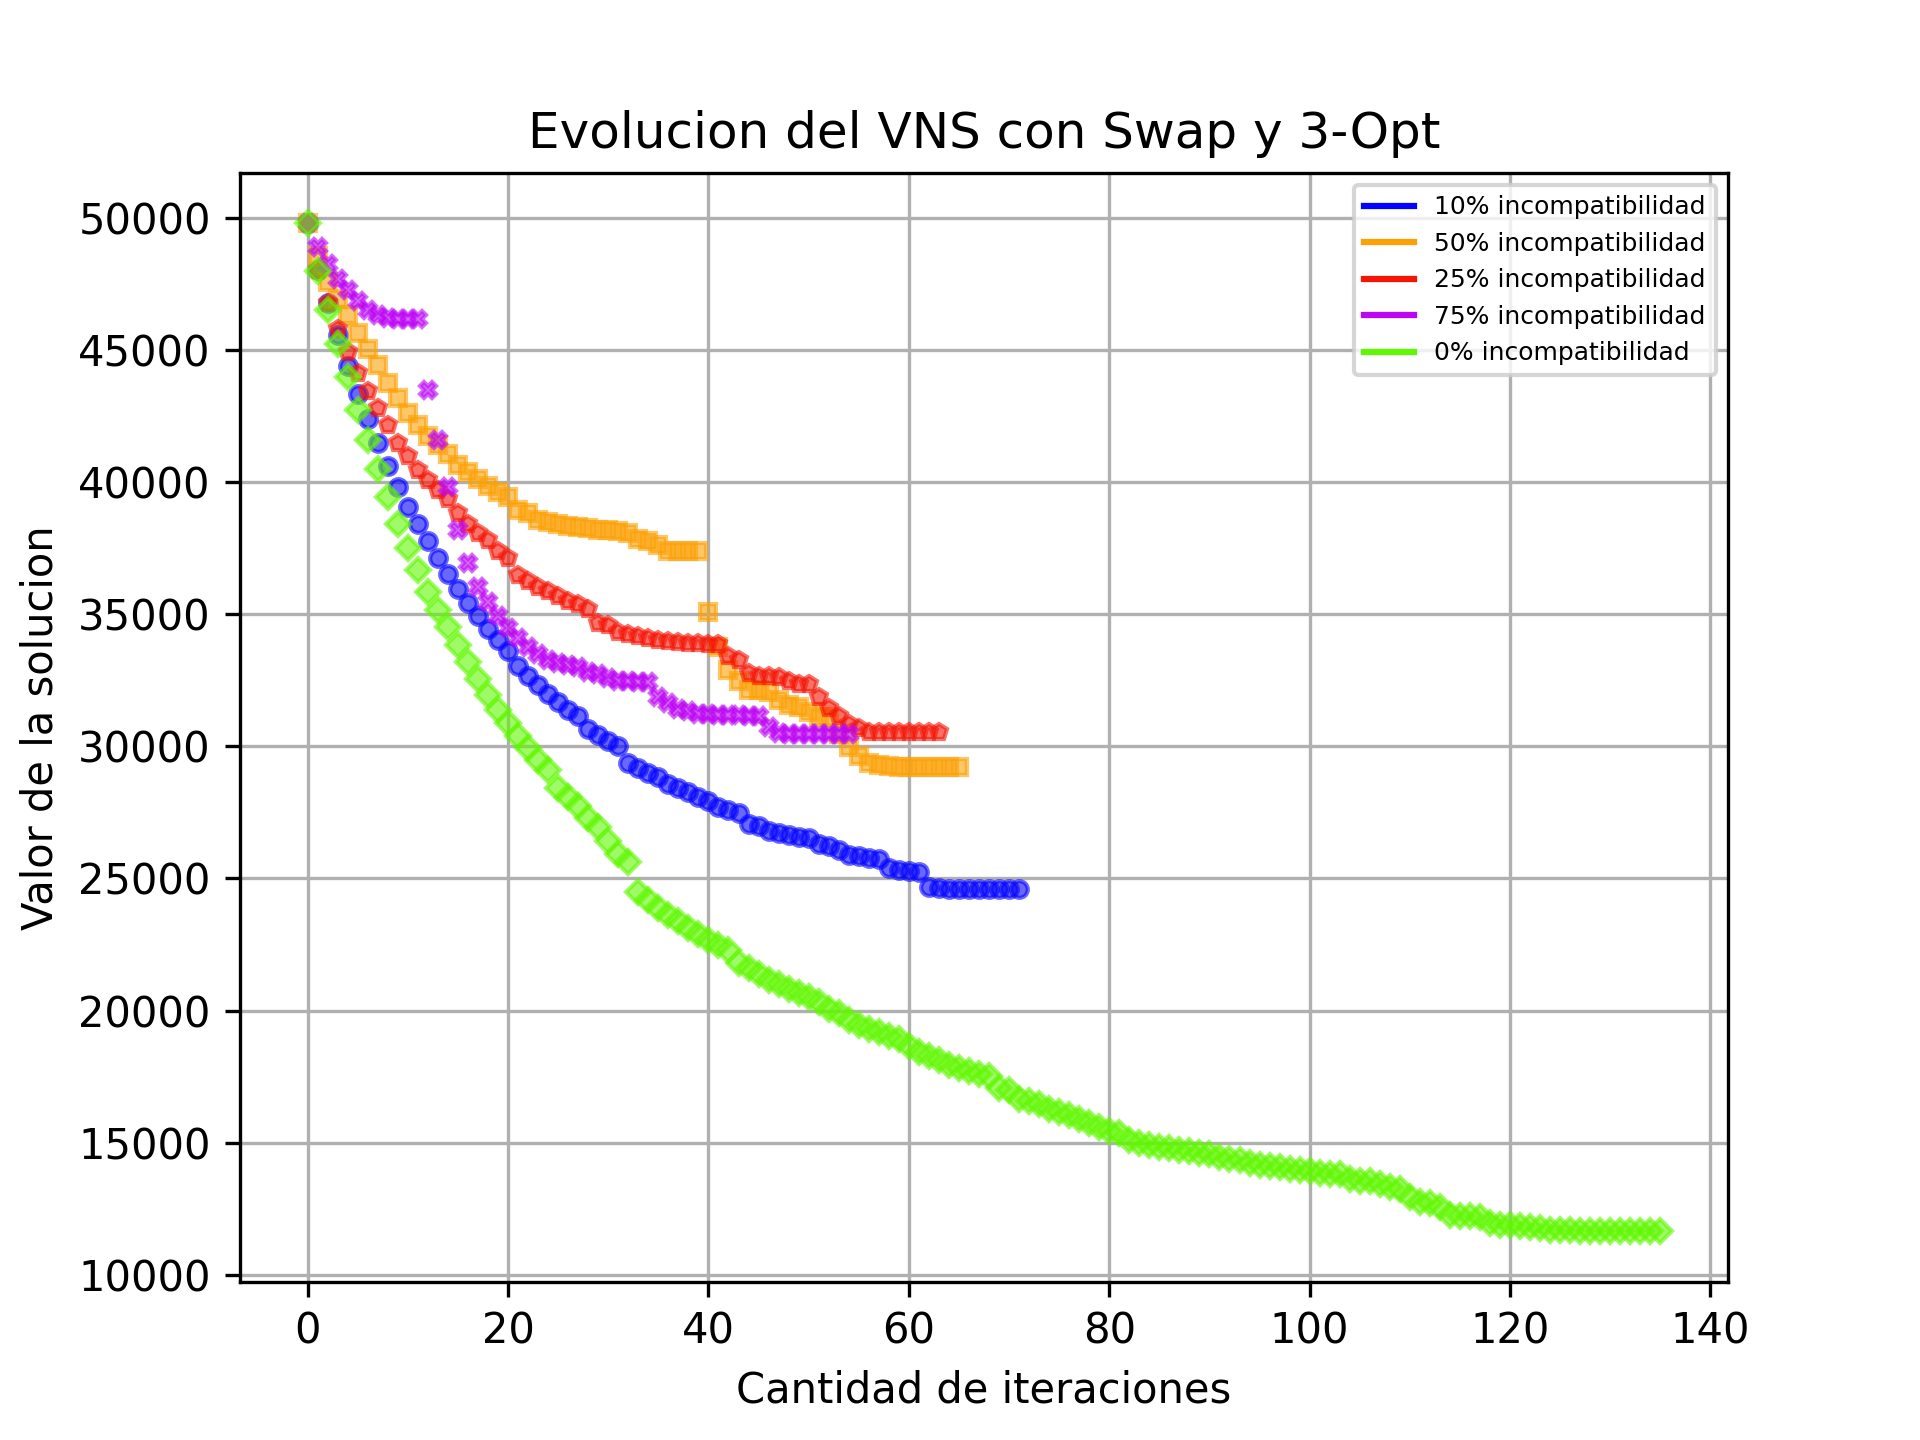 Evolucion del VNS con Swap y 3-Opt
10% incompatibilidad
50% incompatibilidad
25% incompatibilidad
75% incompatibilidad
0% incompatibilidad
Valor de la solucion
50000
45000
40000
35000
30000
25000
20000
15000
10000
0 20 40 60 80 100 120 140
Cantidad de iteraciones